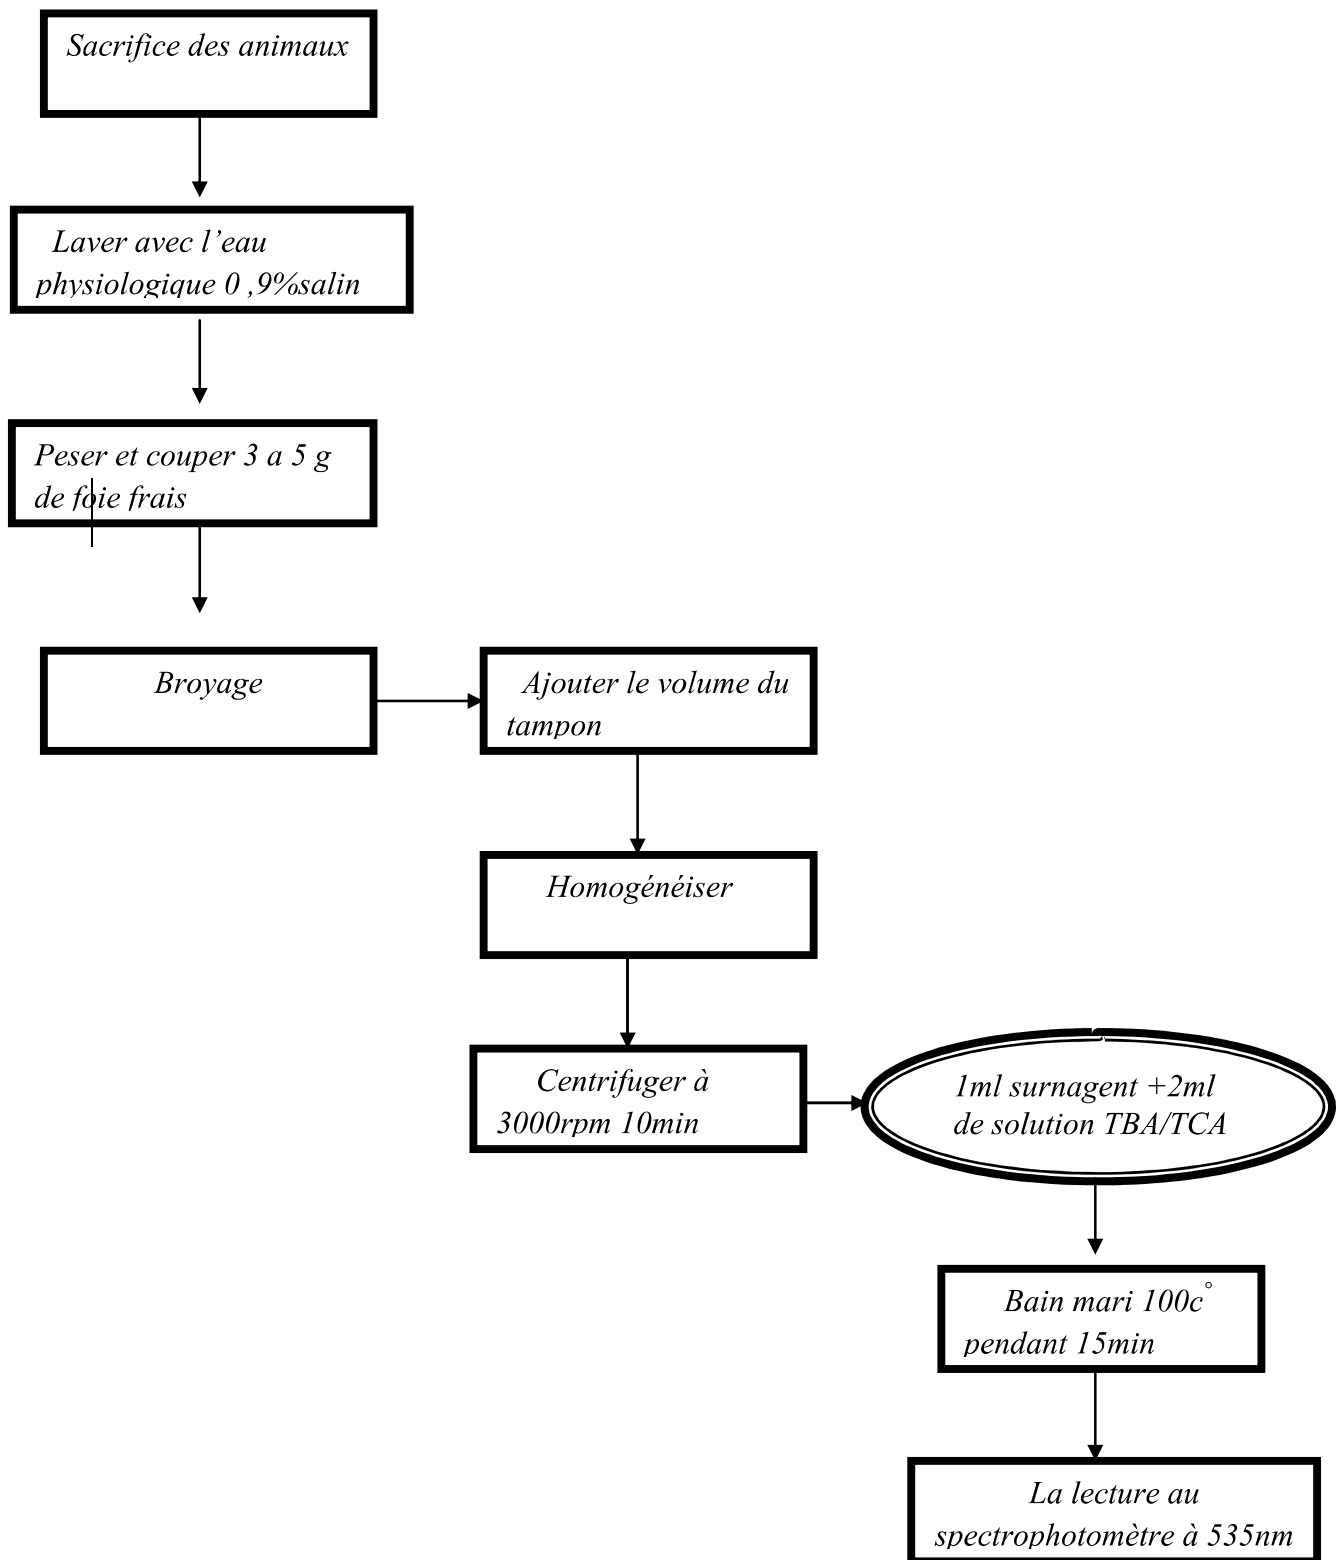 Sacrifice des animaux
Laver avec l’eau
physiologique 0 ,9%salin
Peser et couper 3 a 5 g
de foie frais
Broyage
Ajouter le volume du
tampon
Homogénéiser
Centrifuger à
3000rpm 10min
1ml surnagent +2ml
de solution TBA/TCA
Bain mari 100c°
pendant 15min
La lecture au
spectrophotomètre à 535nm